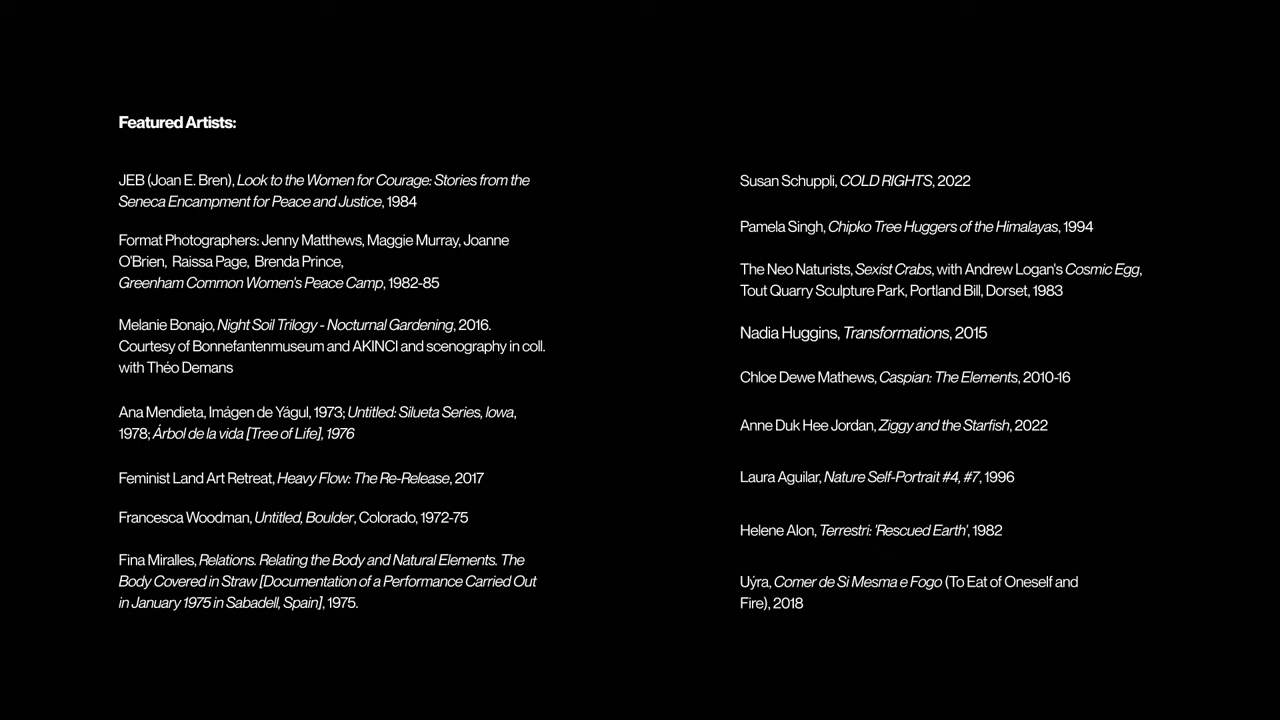 Featured Artists:
JEB (Joan E. Bren), Look to the Women for Courage: Stories from the
Seneca Encampment for Peace and Justice, 1984
Format Photographers: Jenny Matthews, Maggie Murray, Joanne
O'Brien, Raissa Page, Brenda Prince,
Greenham Common Women's Peace Camp, 1982-85
Melanie Bonajo, Night Soil Trilogy - Nocturnal Gardening, 2016.
Courtesy of Bonnefantenmuseum and AKINCI and scenography in coll.
with Théo Demans
Ana Mendieta, Imágen de Yágul, 1973; Untitled: Silueta Series, Iowa,
1978; Árbol de la vida [Tree of Life], 1976
Feminist Land Art Retreat, Heavy Flow: The Re-Release, 2017
Francesca Woodman, Untitled, Boulder, Colorado, 1972-75
Fina Miralles, Relations. Relating the Body and Natural Elements. The
Body Covered in Straw [Documentation of a Performance Carried Out
in January 1975 in Sabadell, Spain], 1975.
Susan Schuppli, COLD RIGHTS, 2022
Pamela Singh, Chipko Tree Huggers of the Himalayas, 1994
The Neo Naturists, Sexist Crabs, with Andrew Logan's Cosmic Egg,
Tout Quarry Sculpture Park, Portland Bill, Dorset, 1983
Nadia Huggins, Transformations, 2015
Chloe Dewe Mathews, Caspian: The Elements, 2010-16
Anne Duk Hee Jordan, Ziggy and the Starfish, 2022
Laura Aguilar, Nature Self-Portrait #4, #7, 1996
Helene Alon, Terrestri: 'Rescued Earth', 1982
Uýra, Comer de Si Mesma e Fogo (To Eat of Oneself and
Fire), 2018